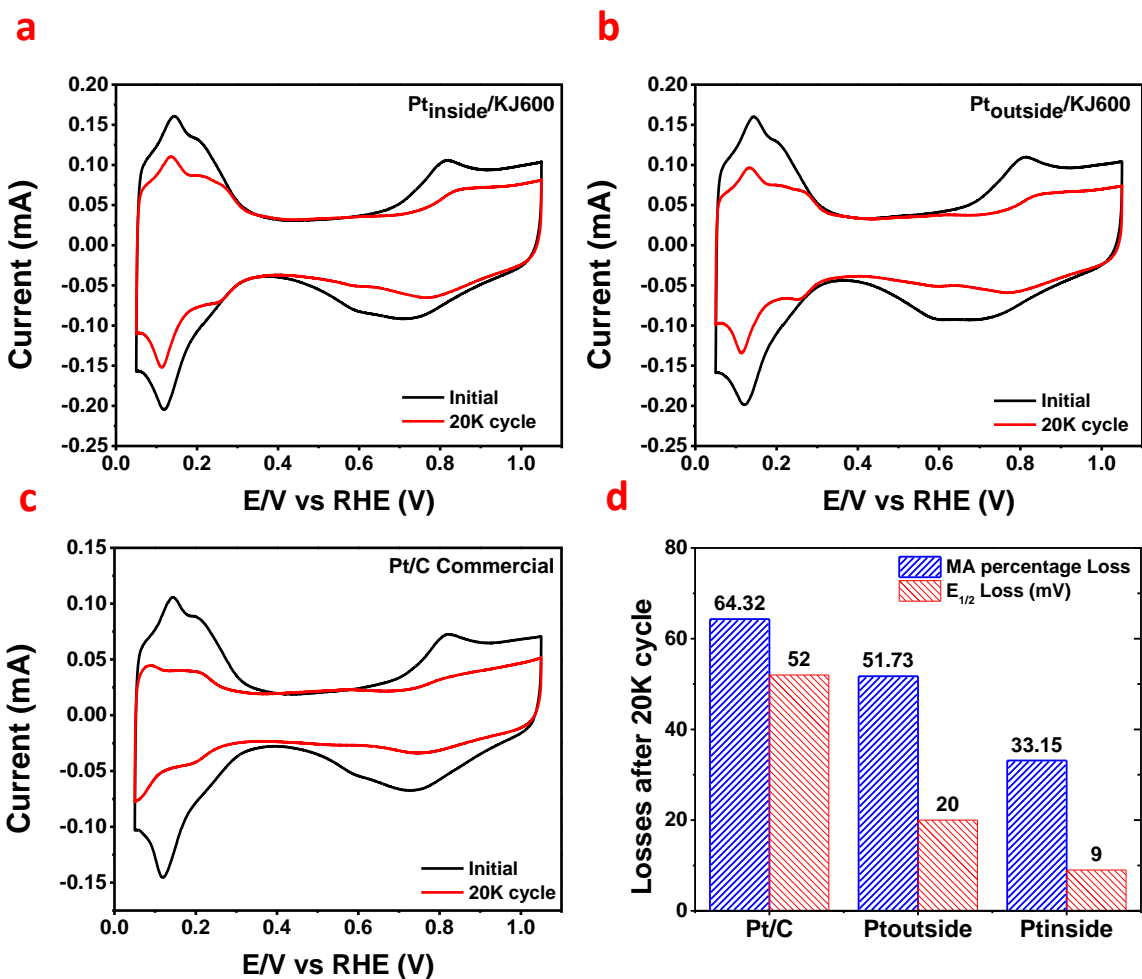 a
Pt inside/KJ600
0.20
0.15
0.10
0.05
0.00
-0.05
-0.10
-0.15
-0.20
-0.25
Current (mA)
Initial
20K cycle
0.0 0.2 0.4 0.6 0.8 1.0
E/V vs RHE (V)
b
Pt outside/KJ600
0.20
0.15
0.10
0.05
0.00
-0.05
-0.10
-0.15
-0.20
-0.25
Current (mA)
Initial
20K cycle
0.0 0.2 0.4 0.6 0.8 1.0
E/V vs RHE (V)
c
Pt/C Commercial
0.15
0.10
0.05
0.00
-0.05
-0.10
-0.15
Current (mA)
Initial
20K cycle
0.0 0.2 0.4 0.6 0.8 1.0
E/V vs RHE (V)
d
MA percentage Loss
E1/2 Loss (mV)
80
60
40
20
0
Losses after 20K cycle
64.32
52
51.73
20
33.15
9
Pt/C Ptoutside Ptinside